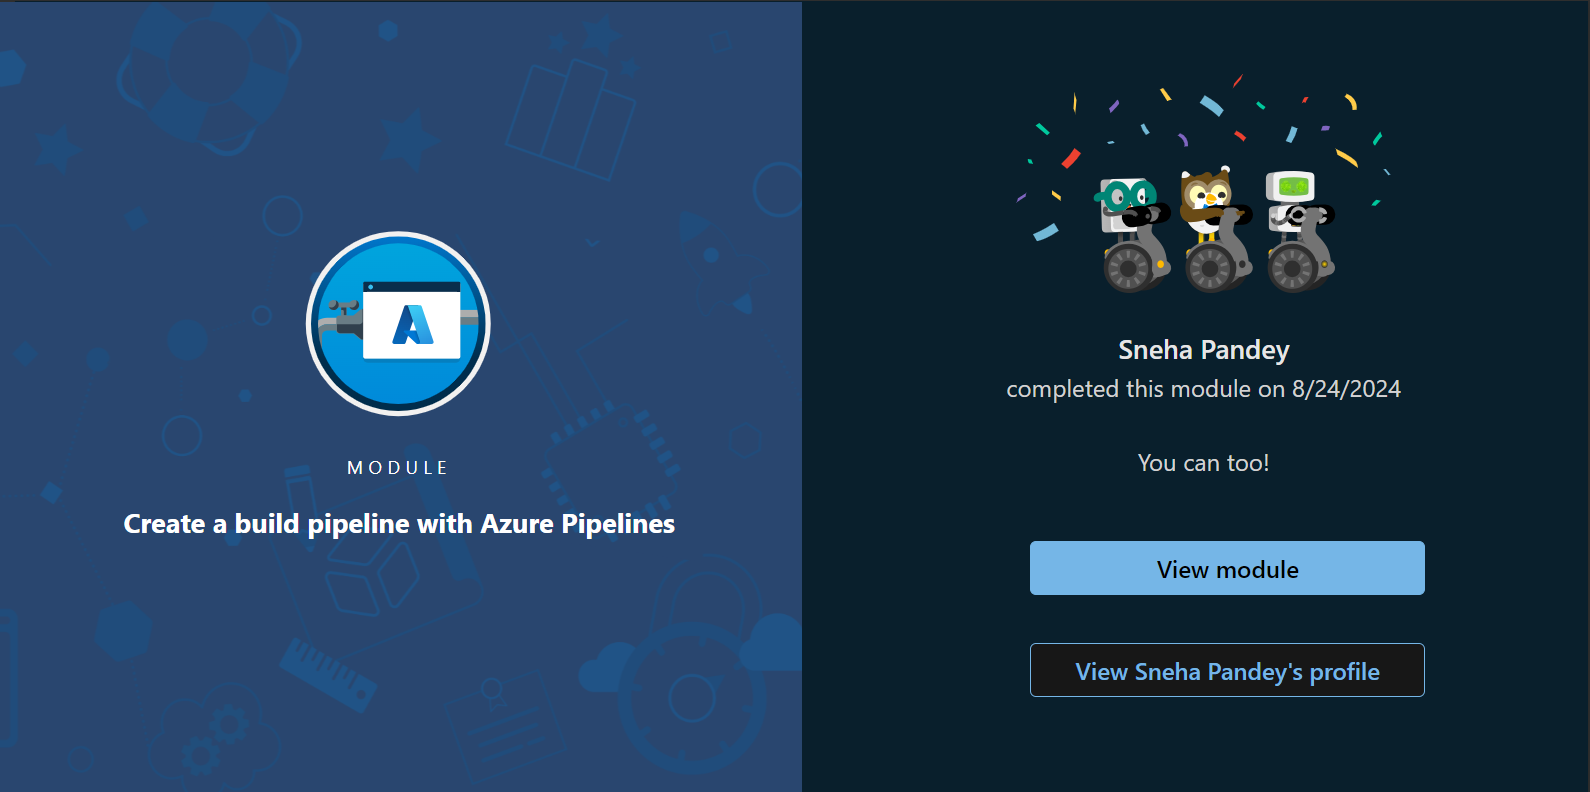 MODULE
Create a build pipeline with Azure Pipelines
Sneha Pandey
completed this module on 8/24/2024
You can too!
View module
View Sneha Pandey's profile